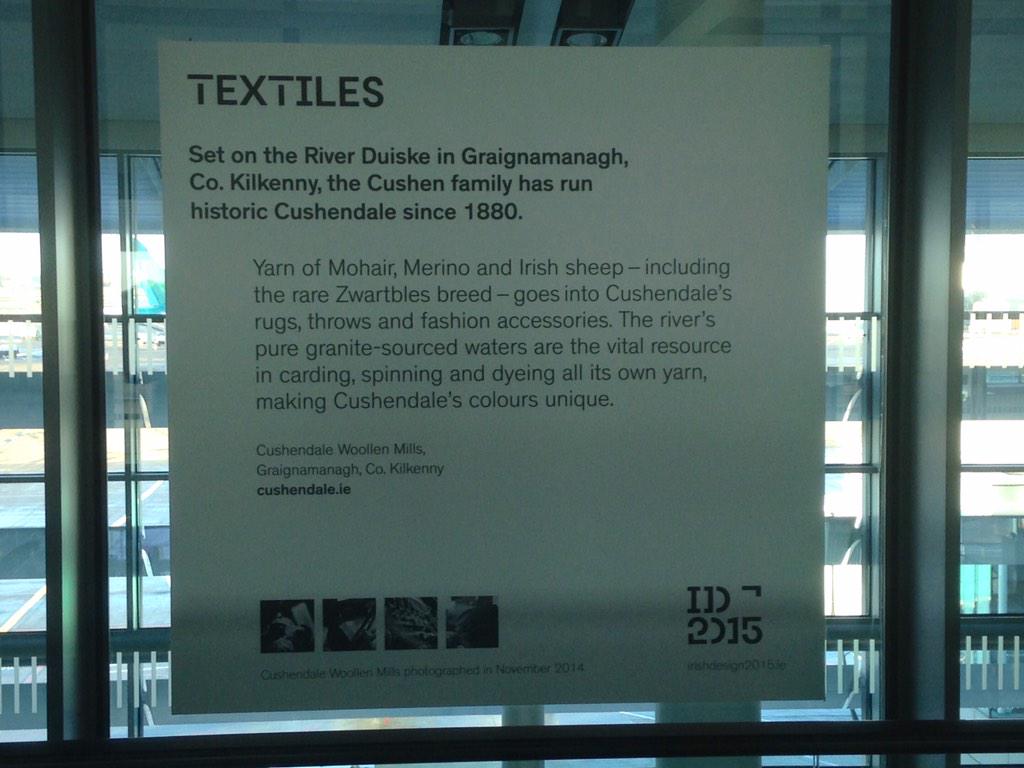 TEXTILES
Set on the River Duiske in Graignamanagh,
Co. Kilkenny, the Cushen family has run
historic Cushendale since 1880.
Yarn of Mohair, Merino and Irish sheep – including
the rare Zwartbles breed – goes into Cushendale's
rugs, throws and fashion accessories. The river's
pure granite-sourced waters are the vital resource
in carding, spinning and dyeing all its own yarn,
making Cushendale's colours unique.
Cushendale Woollen Mills,
Graignamanagh, Co. Kilkenny
cushendale.ie
Cushendale Woollen Mills photographed in November 2014
ID
2015
irishdesign2015.ie